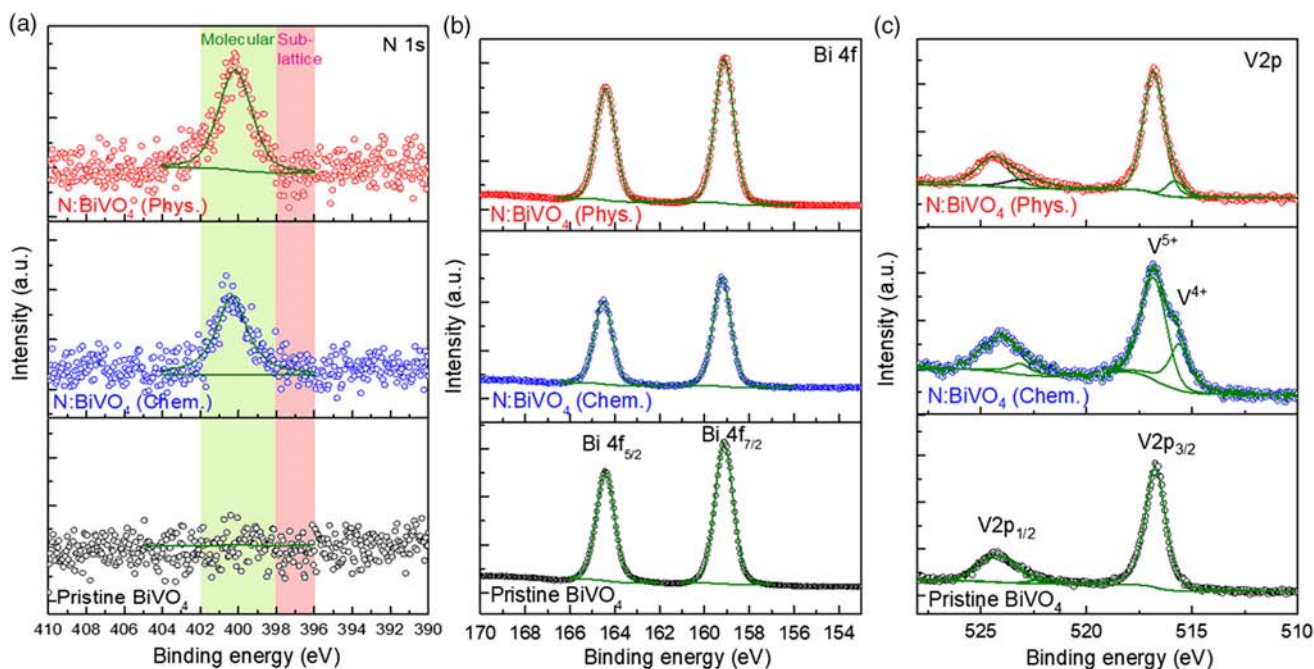 (a)
Molecular
Sub-
lattice
N 1s
N:BiVO₄ (Phys.)
N:BiVO₄ (Chem.)
Pristine BiVO₄
Intensity (a.u.)
410 408 406 404 402 400 398 396 394 392 390
Binding energy (eV)
(b)
Bi 4f
N:BiVO₄ (Phys.)
N:BiVO₄ (Chem.)
Bi 4f₅/₂
Bi 4f₇/₂
Pristine BiVO₄
Intensity (a.u.)
170 168 166 164 162 160 158 156 154
Binding energy (eV)
(c)
V2p
N:BiVO₄ (Phys.)
V⁵⁺
V⁴⁺
N:BiVO₄ (Chem.)
V2p₃/₂
V2p₁/₂
Pristine BiVO₄
Intensity (a.u.)
525 520 515 510
Binding energy (eV)